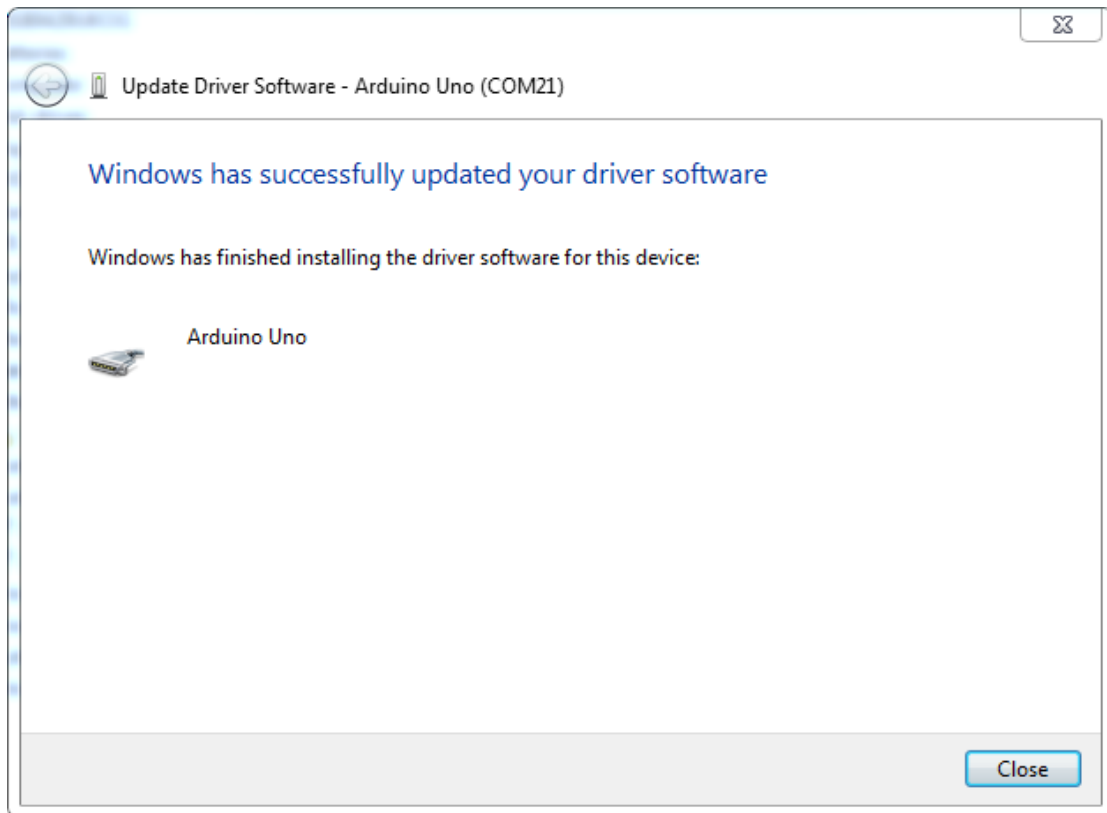 Update Driver Software - Arduino Uno (COM21)
Windows has successfully updated your driver software
Windows has finished installing the driver software for this device:
Arduino Uno
Close